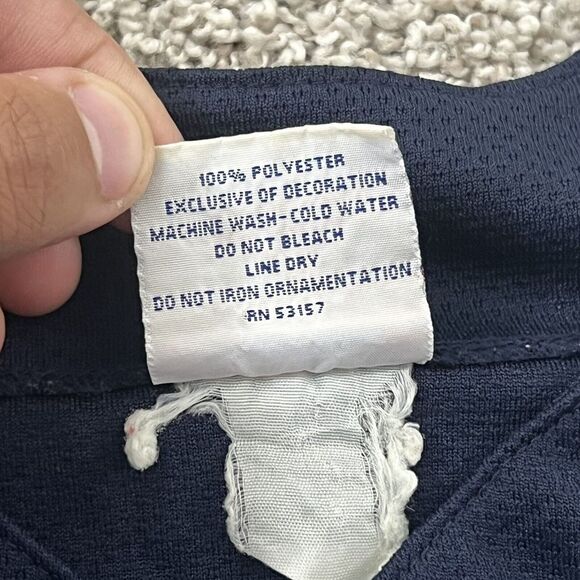 100% POLYESTER
EXCLUSIVE OF DECORATION
MACHINE WASH-COLD WATER
DO NOT BLEACH
LINE DRY
DO NOT IRON ORNAMENTATION
RN 53157